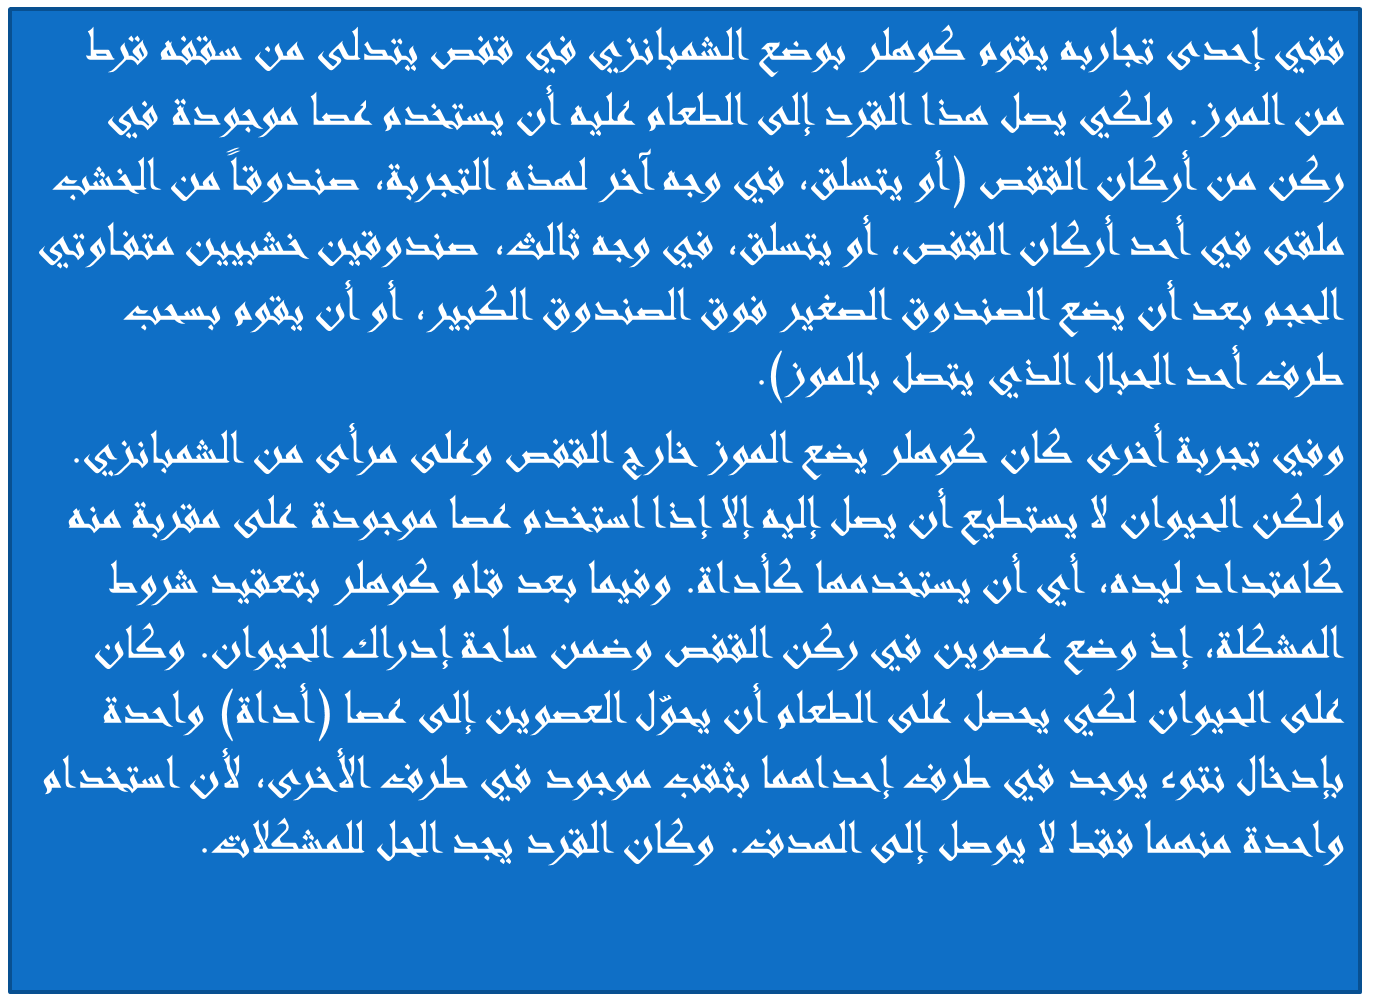 ففي إحدى تجاربه يقوم كوهلر بوضع الشمبانزي في قفص يتدلى من سقفه قرط
من الموز. ولكي يصل هذا القرد إلى الطعام عليه أن يستخدم عصا موجودة في
ركن من أركان القفص (أو يتسلق، في وجه آخر لهذه التجربة، صندوقاً من الخشب
ملقى في أحد أركان القفص، أو يتسلق، في وجه ثالث، صندوقين خشبيين متفاوتي
الحجم بعد أن يضع الصندوق الصغير فوق الصندوق الكبير، أو أن يقوم بسحب
طرف أحد الحبال الذي يتصل بالموز).
وفي تجربة أخرى كان كوهلر يضع الموز خارج القفص وعلى مرأى من الشمبانزي.
ولكن الحيوان لا يستطيع أن يصل إليه إلا إذا استخدم عصا موجودة على مقربة منه
كامتداد ليده، أي أن يستخدمها كأداة. وفيما بعد قام كوهلر بتعقيد شروط
المشكلة، إذ وضع عصوين في ركن القفص وضمن ساحة إدراك الحيوان. وكان
على الحيوان لكي يحصل على الطعام أن يحوّل العصوين إلى عصا (أداة) واحدة
بإدخال نتوء يوجد في طرف إحداهما بثقب موجود في طرف الأخرى، لأن استخدام
واحدة منهما فقط لا يوصل إلى الهدف. وكان القرد يجد الحل للمشكلات.